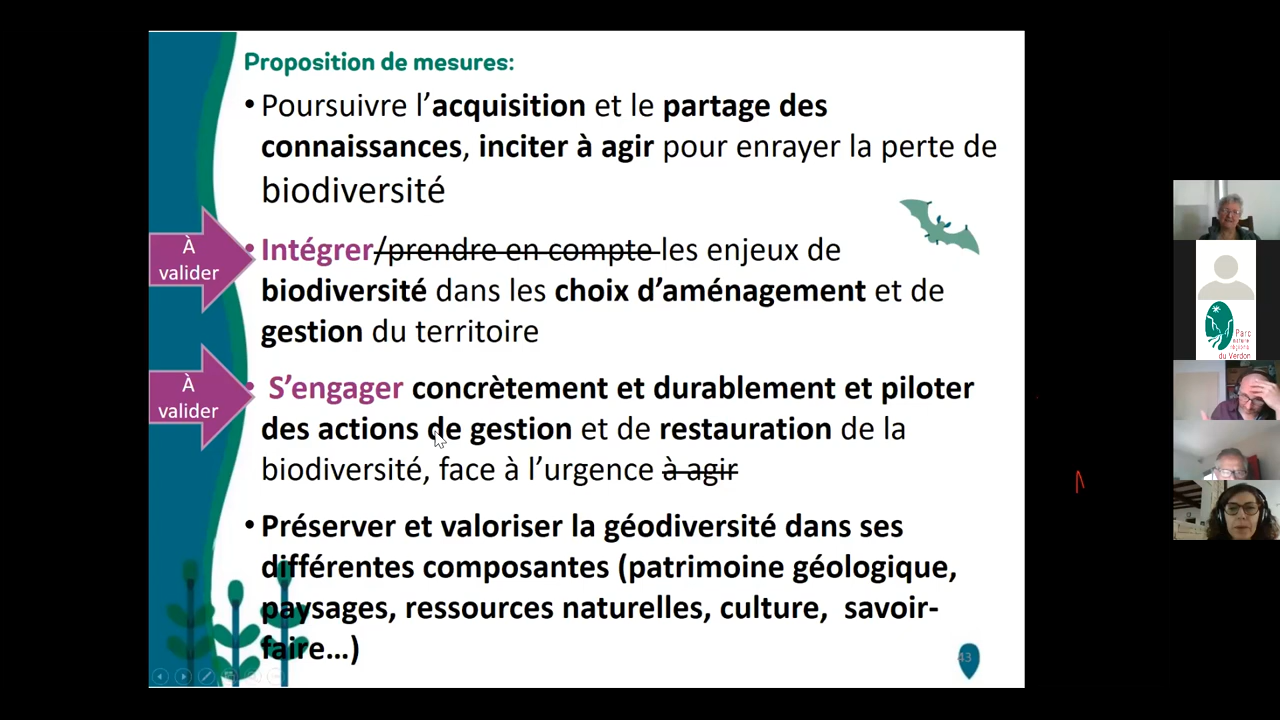 Proposition de mesures:
• Poursuivre l’acquisition et le partage des
connaissances, inciter à agir pour enrayer la perte de
biodiversité
À
valider
• Intégrer/prendre en compte les enjeux de
biodiversité dans les choix d’aménagement et de
gestion du territoire
À
valider
• S’engager concrètement et durablement et piloter
des actions de gestion et de restauration de la
biodiversité, face à l’urgence à agir
• Préserver et valoriser la géodiversité dans ses
différentes composantes (patrimoine géologique,
paysages, ressources naturelles, culture, savoir-
faire…)
43
Parc
naturel
régional
du Verdon